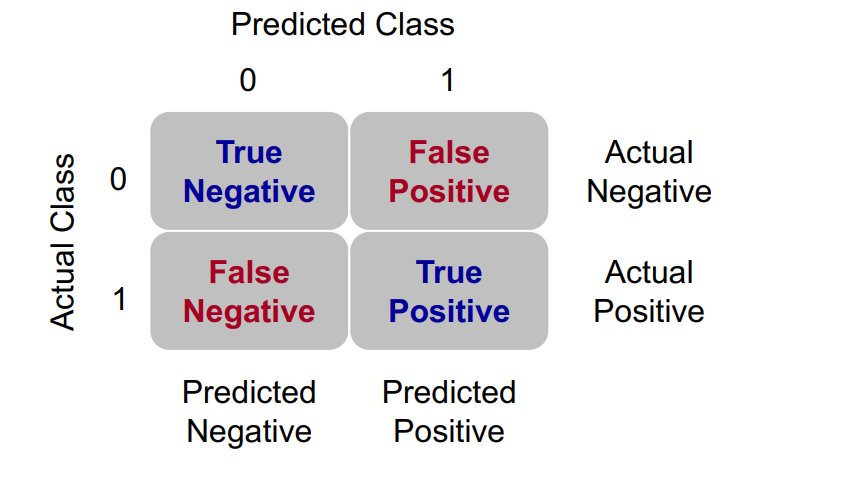 Predicted Class
0 1
True False Actual
Negative Positive Negative
0
False True Actual
Negative Positive Positive
1
Actual Class
Predicted Predicted
Negative Positive